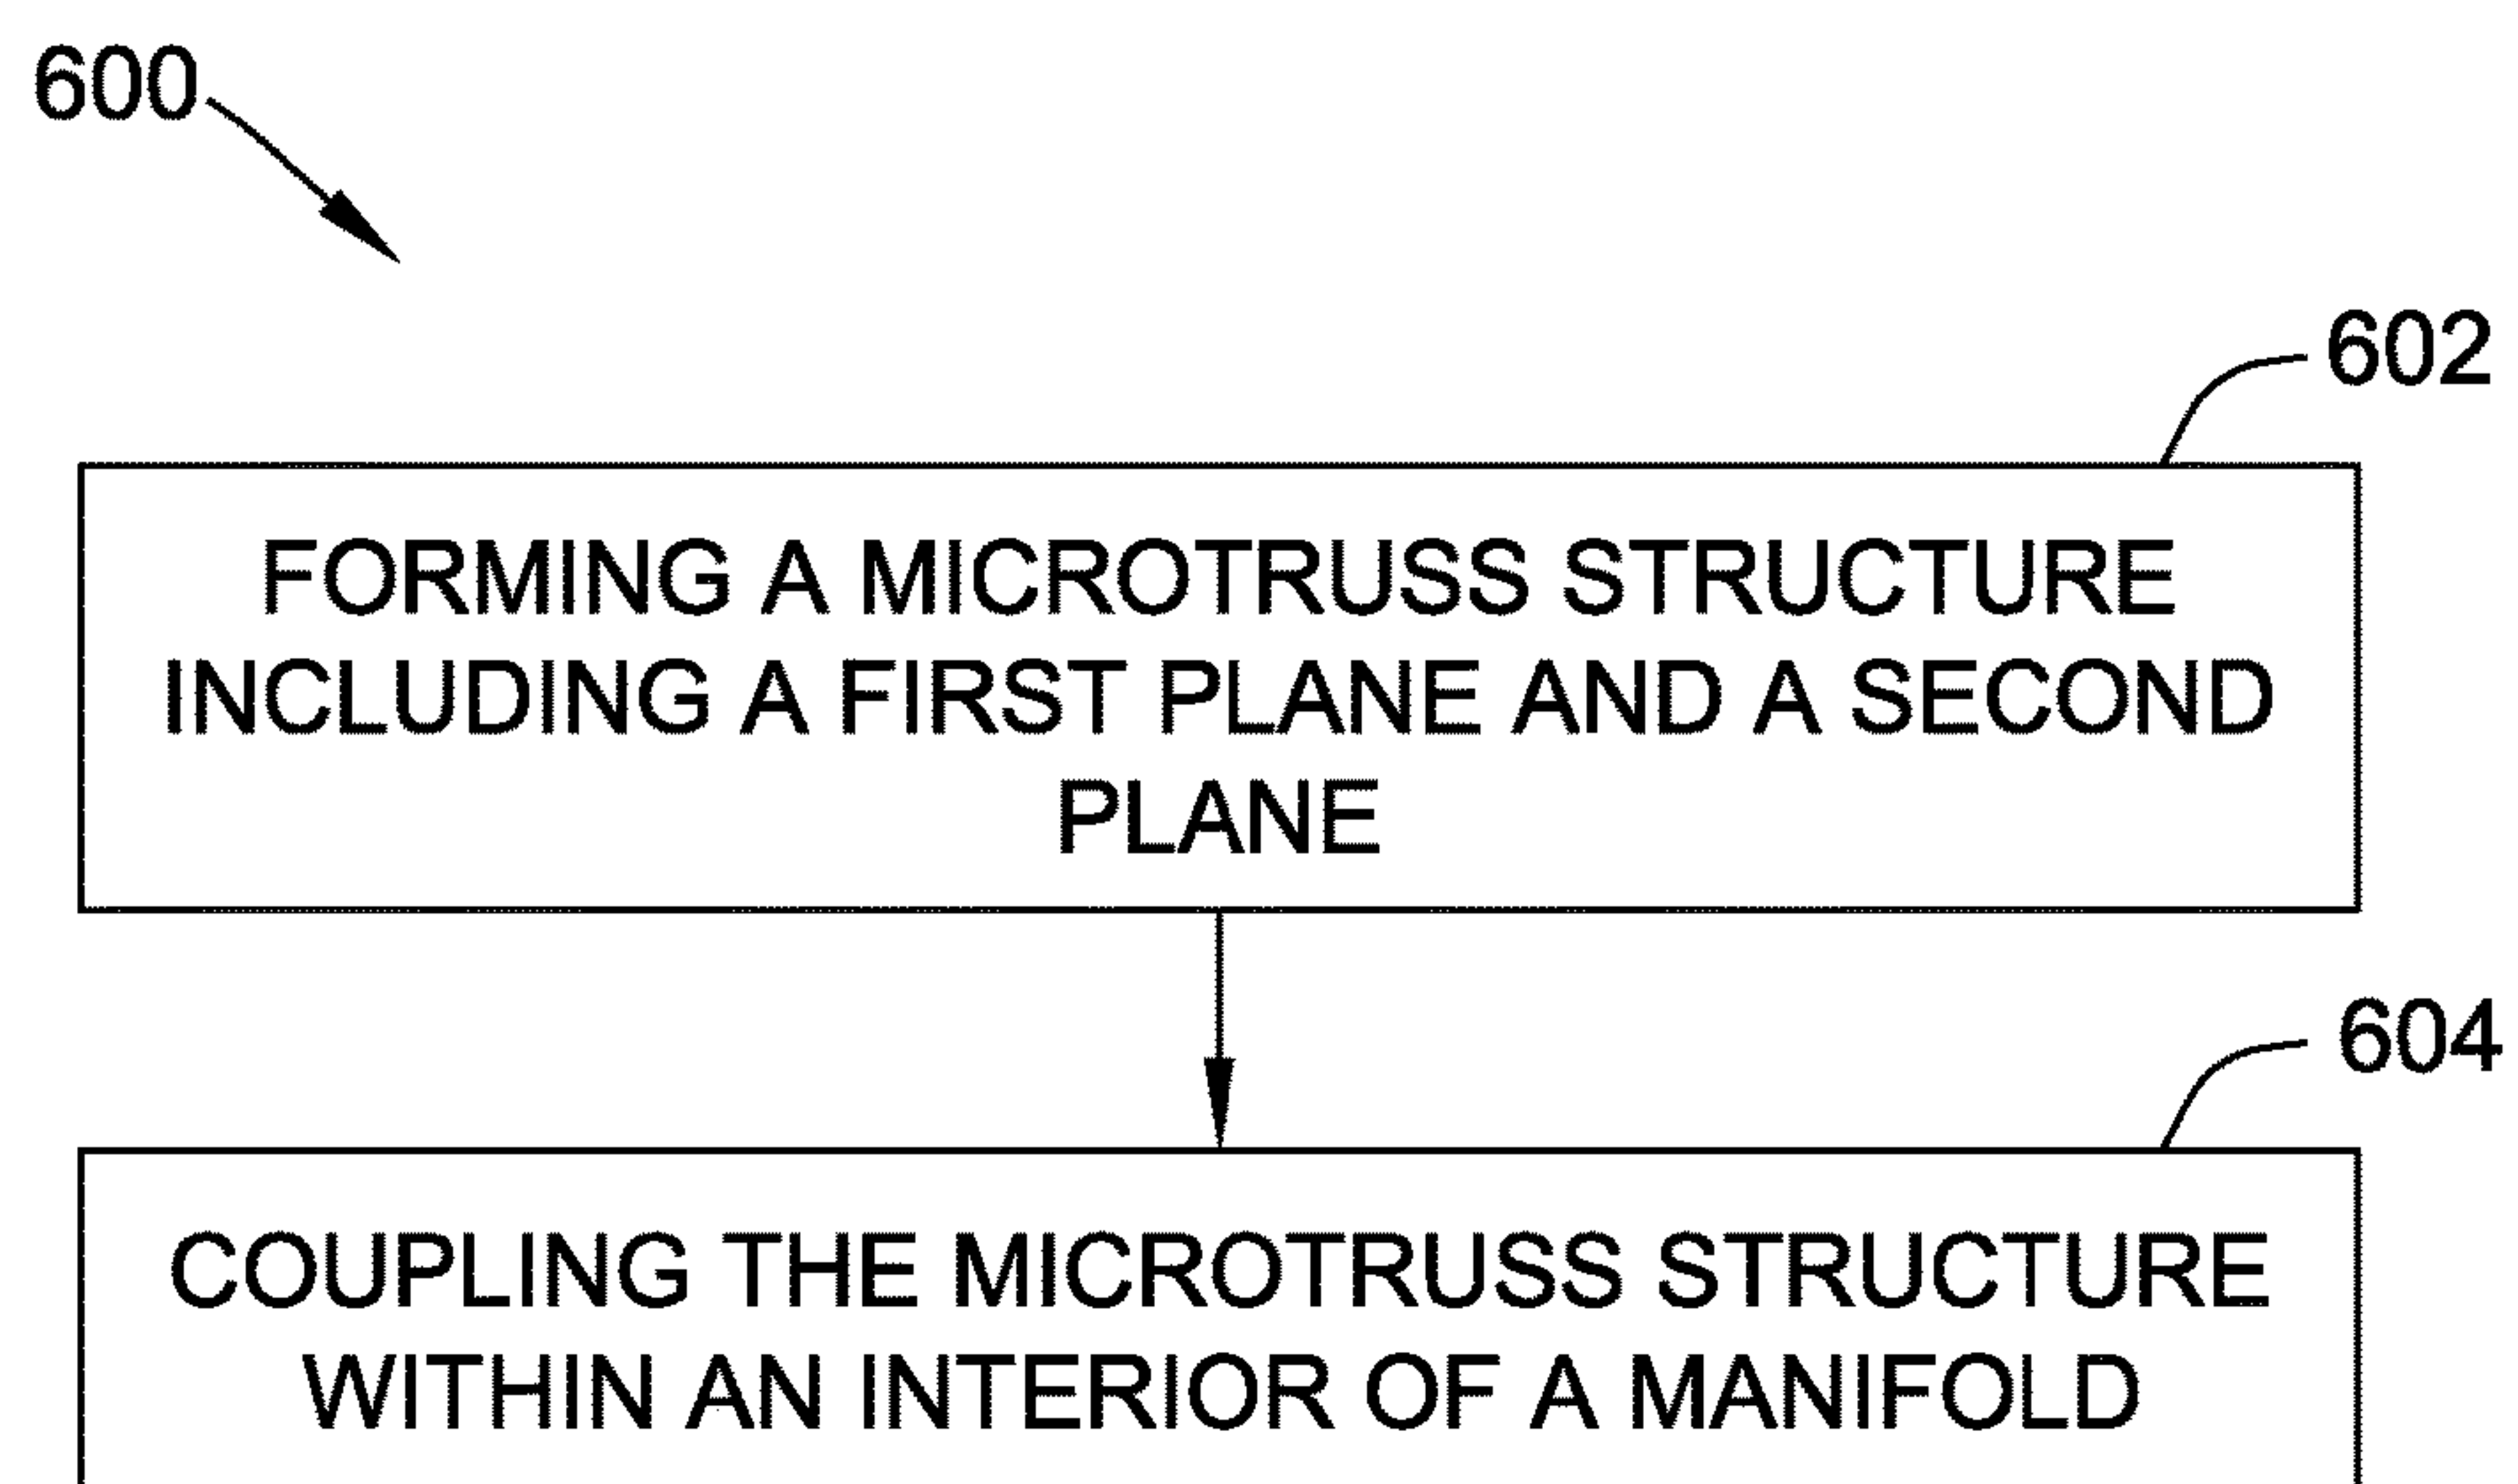 600
602
FORMING A MICROTRUSS STRUCTURE
INCLUDING A FIRST PLANE AND A SECOND
PLANE
604
COUPLING THE MICROTRUSS STRUCTURE
WITHIN AN INTERIOR OF A MANIFOLD